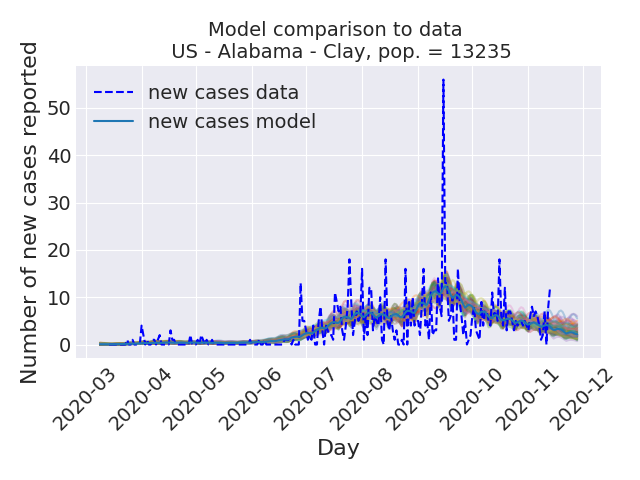 Model comparison to data
US - Alabama - Clay, pop. = 13235
Number of new cases reported
new cases data
new cases model
50
40
30
20
10
0
2020-03
2020-04
2020-05
2020-06
2020-07
2020-08
2020-09
2020-10
2020-11
2020-12
Day